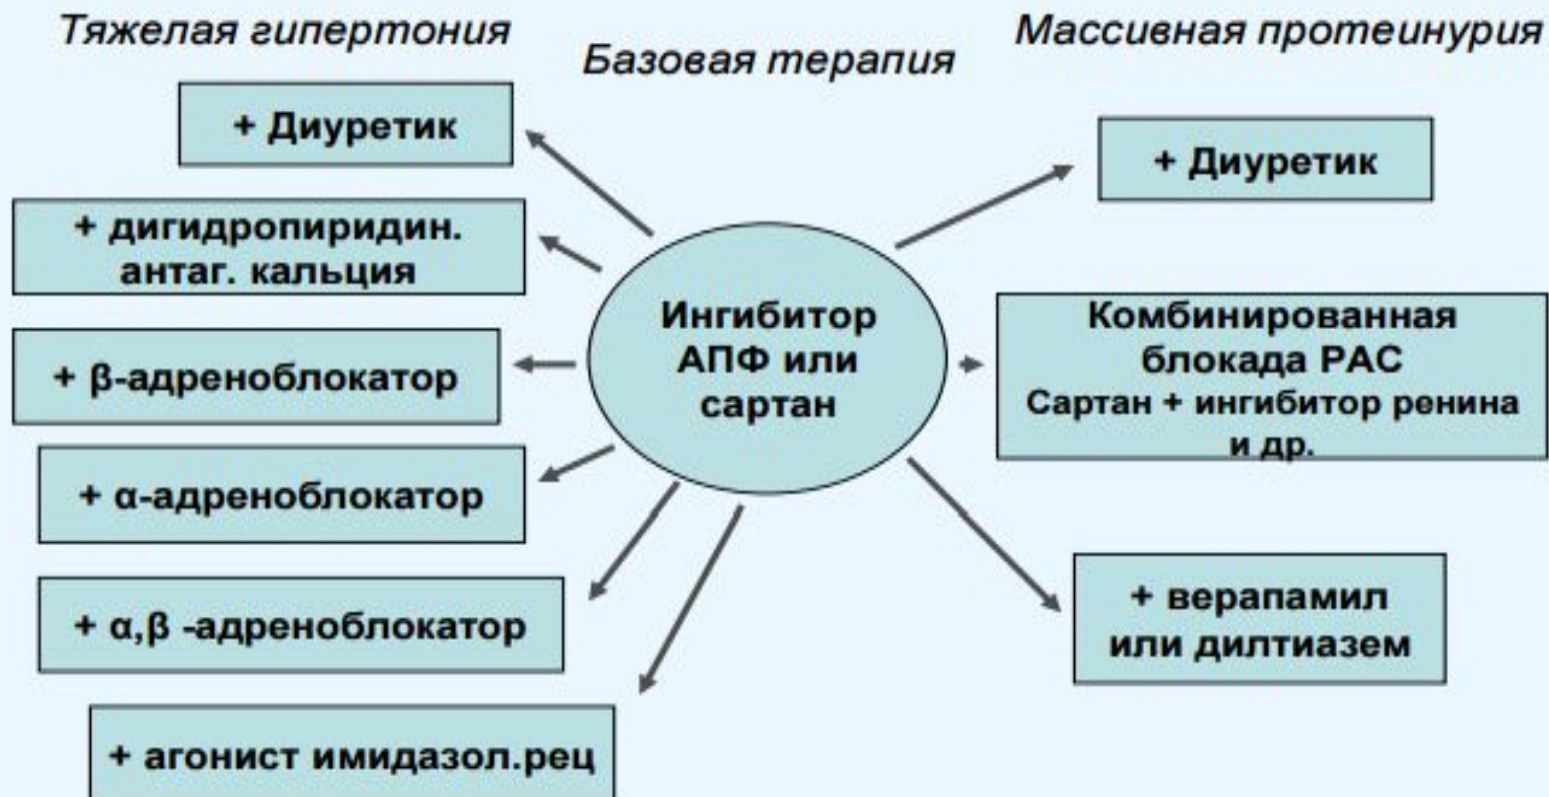 Тяжелая гипертония
Базовая терапия
Массивная протеинурия
+ Диуретик
+ дигидропиридин.
антаг. кальция
+ β-адреноблокатор
+ α-адреноблокатор
+ α,β -адреноблокатор
+ агонист имидазол.рец
Ингибитор
АПФ или
сартан
+ Диуретик
Комбинированная
блокада РАС
Сартан + ингибитор ренина
и др.
+ верапамил
или дилтиазем